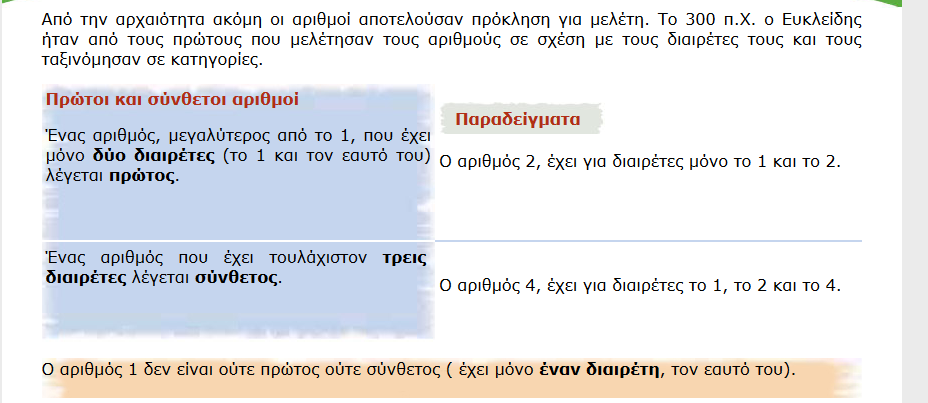 Από την αρχαιότητα ακόμη οι αριθμοί αποτελούσαν πρόκληση για μελέτη. Το 300 π.Χ. ο Ευκλείδης
ήταν από τους πρώτους που μελέτησαν τους αριθμούς σε σχέση με τους διαιρέτες τους και τους
ταξινόμησαν σε κατηγορίες.
Πρώτοι και σύνθετοι αριθμοί
Ένας αριθμός, μεγαλύτερος από το 1, που έχει
μόνο δύο διαιρέτες (το 1 και τον εαυτό του)
λέγεται πρώτος.
Παραδείγματα
Ο αριθμός 2, έχει για διαιρέτες μόνο το 1 και το 2.
Ένας αριθμός που έχει τουλάχιστον τρεις
διαιρέτες λέγεται σύνθετος.
Ο αριθμός 4, έχει για διαιρέτες το 1, το 2 και το 4.
Ο αριθμός 1 δεν είναι ούτε πρώτος ούτε σύνθετος ( έχει μόνο έναν διαιρέτη, τον εαυτό του).